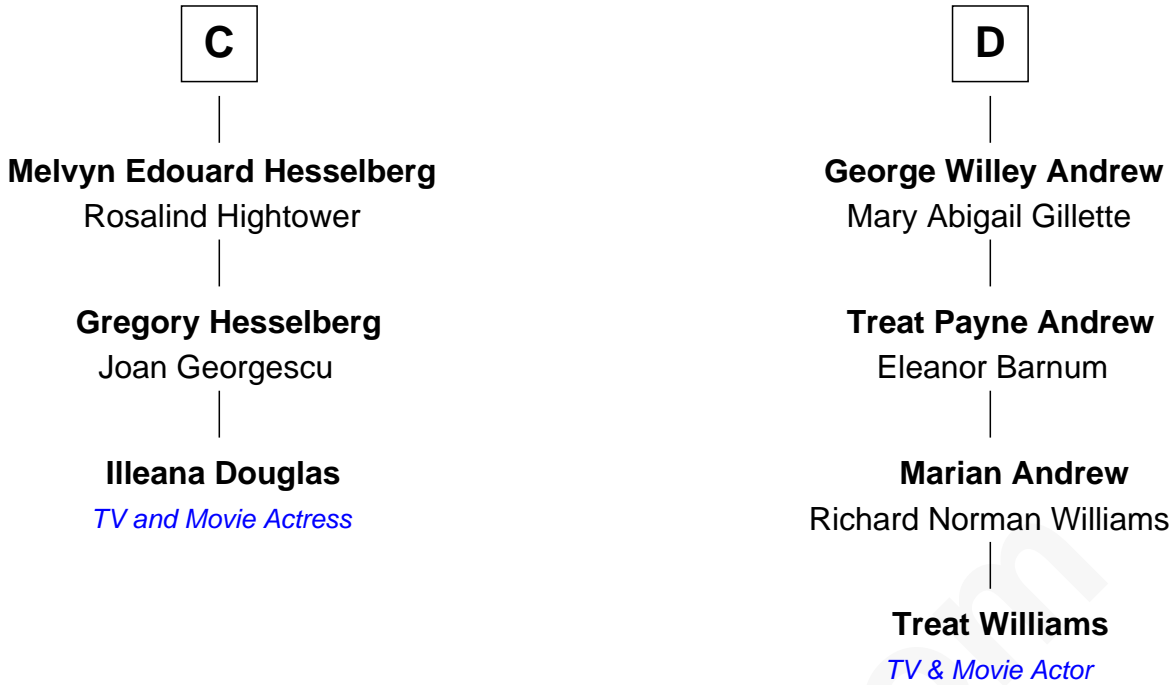 C
Melvyn Edouard Hesselberg
Rosalind Hightower
Gregory Hesselberg
Joan Georgescu
Illeana Douglas
TV and Movie Actress
D
George Willey Andrew
Mary Abigail Gillette
Treat Payne Andrew
Eleanor Barnum
Marian Andrew
Richard Norman Williams
Treat Williams
TV & Movie Actor
om